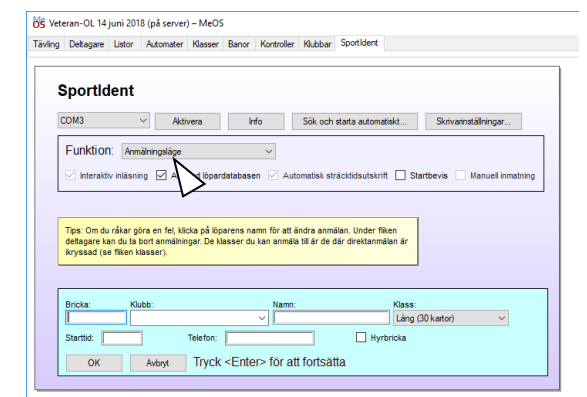 MeOS Veteran-OL 14 juni 2018 (på server) – MeOS
Tävling Deltagare Listor Automater Klasser Banor Kontroller Klubbar SportIdent
SportIdent
COM3 Aktivera Info Sök och starta automatiskt... Skrivarinställningar...
Funktion: Anmälningsläge
Interaktiv inläsning löpardatabasen Automatisk sträcktidsutskrift Startbevis Manuell inmatning
Tips: Om du råkar göra en fel, klicka på löparens namn för att ändra anmälan. Under fliken
deltagare kan du ta bort anmälningar. De klasser du kan anmäla till är de där direktanmälan är
ikryssad (se fliken klasser).
Bricka: Klubb: Namn: Klass:
Lång (30 kartor)
Starttid: Telefon: Hyrbricka
OK Avbryt Tryck <Enter> för att fortsätta